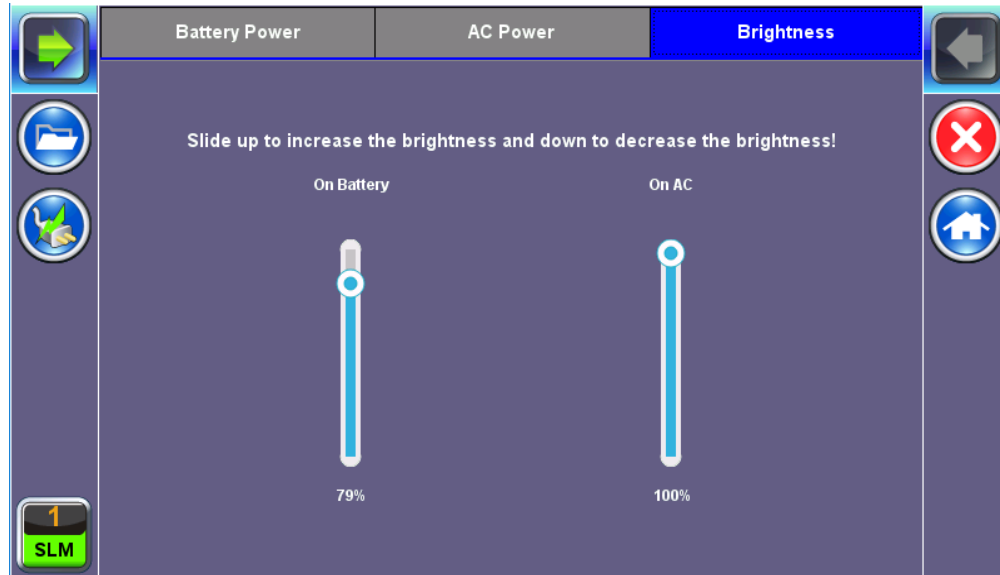 Battery Power
AC Power
Brightness
Slide up to increase the brightness and down to decrease the brightness!
On Battery
On AC
79%
100%
1
SLM